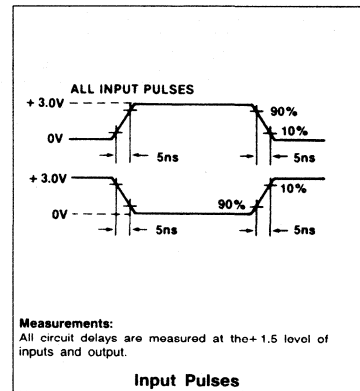 ALL INPUT PULSES
+ 3.0V
90%
10%
0V
5ns
5ns
+ 3.0V
10%
90%
0V
5ns
5ns
Measurements:
All circuit delays are measured at the+ 1.5 level of
inputs and output.
Input Pulses